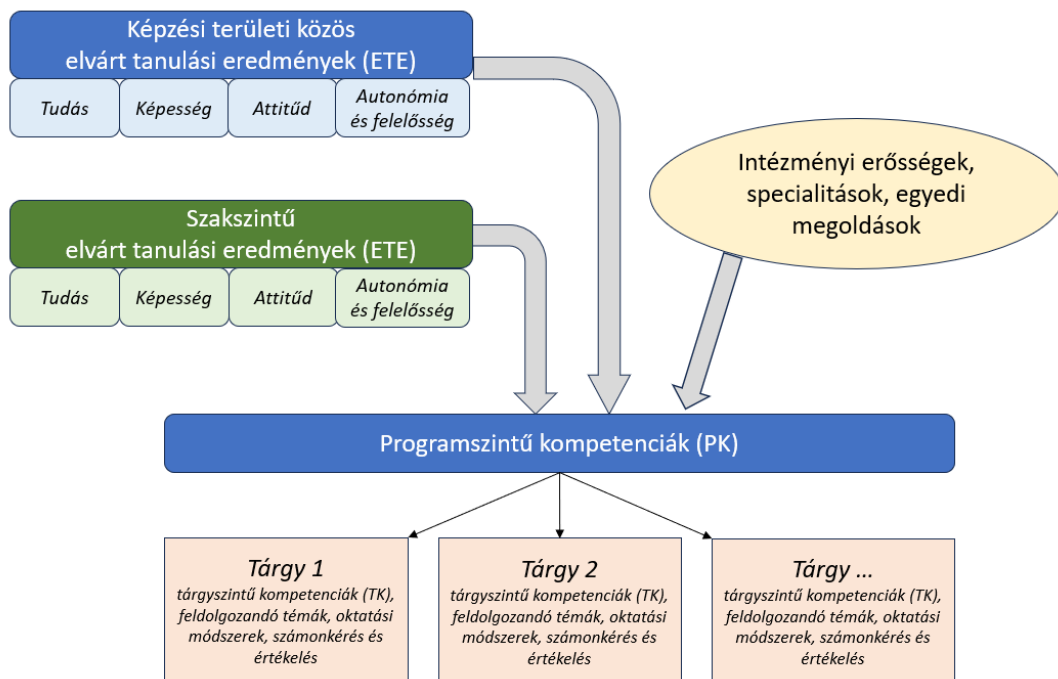 Képzési területi közös
elvárt tanulási eredmények (ETE)
Tudás
Képesség
Attitűd
Autonómia
és felelősség
Intézményi erősségek,
specialitások, egyedi
megoldások
Szakszintű
elvárt tanulási eredmények (ETE)
Tudás
Képesség
Attitűd
Autonómia
és felelősség
Programszintű kompetenciák (PK)
Tárgy 1
tárgyszintű kompetenciák (TK),
feldolgozandó témák, oktatási
módszerek, számonkérés és
értékelés
Tárgy 2
tárgyszintű kompetenciák (TK),
feldolgozandó témák, oktatási
módszerek, számonkérés és
értékelés
Tárgy ...
tárgyszintű kompetenciák (TK),
feldolgozandó témák, oktatási
módszerek, számonkérés és
értékelés